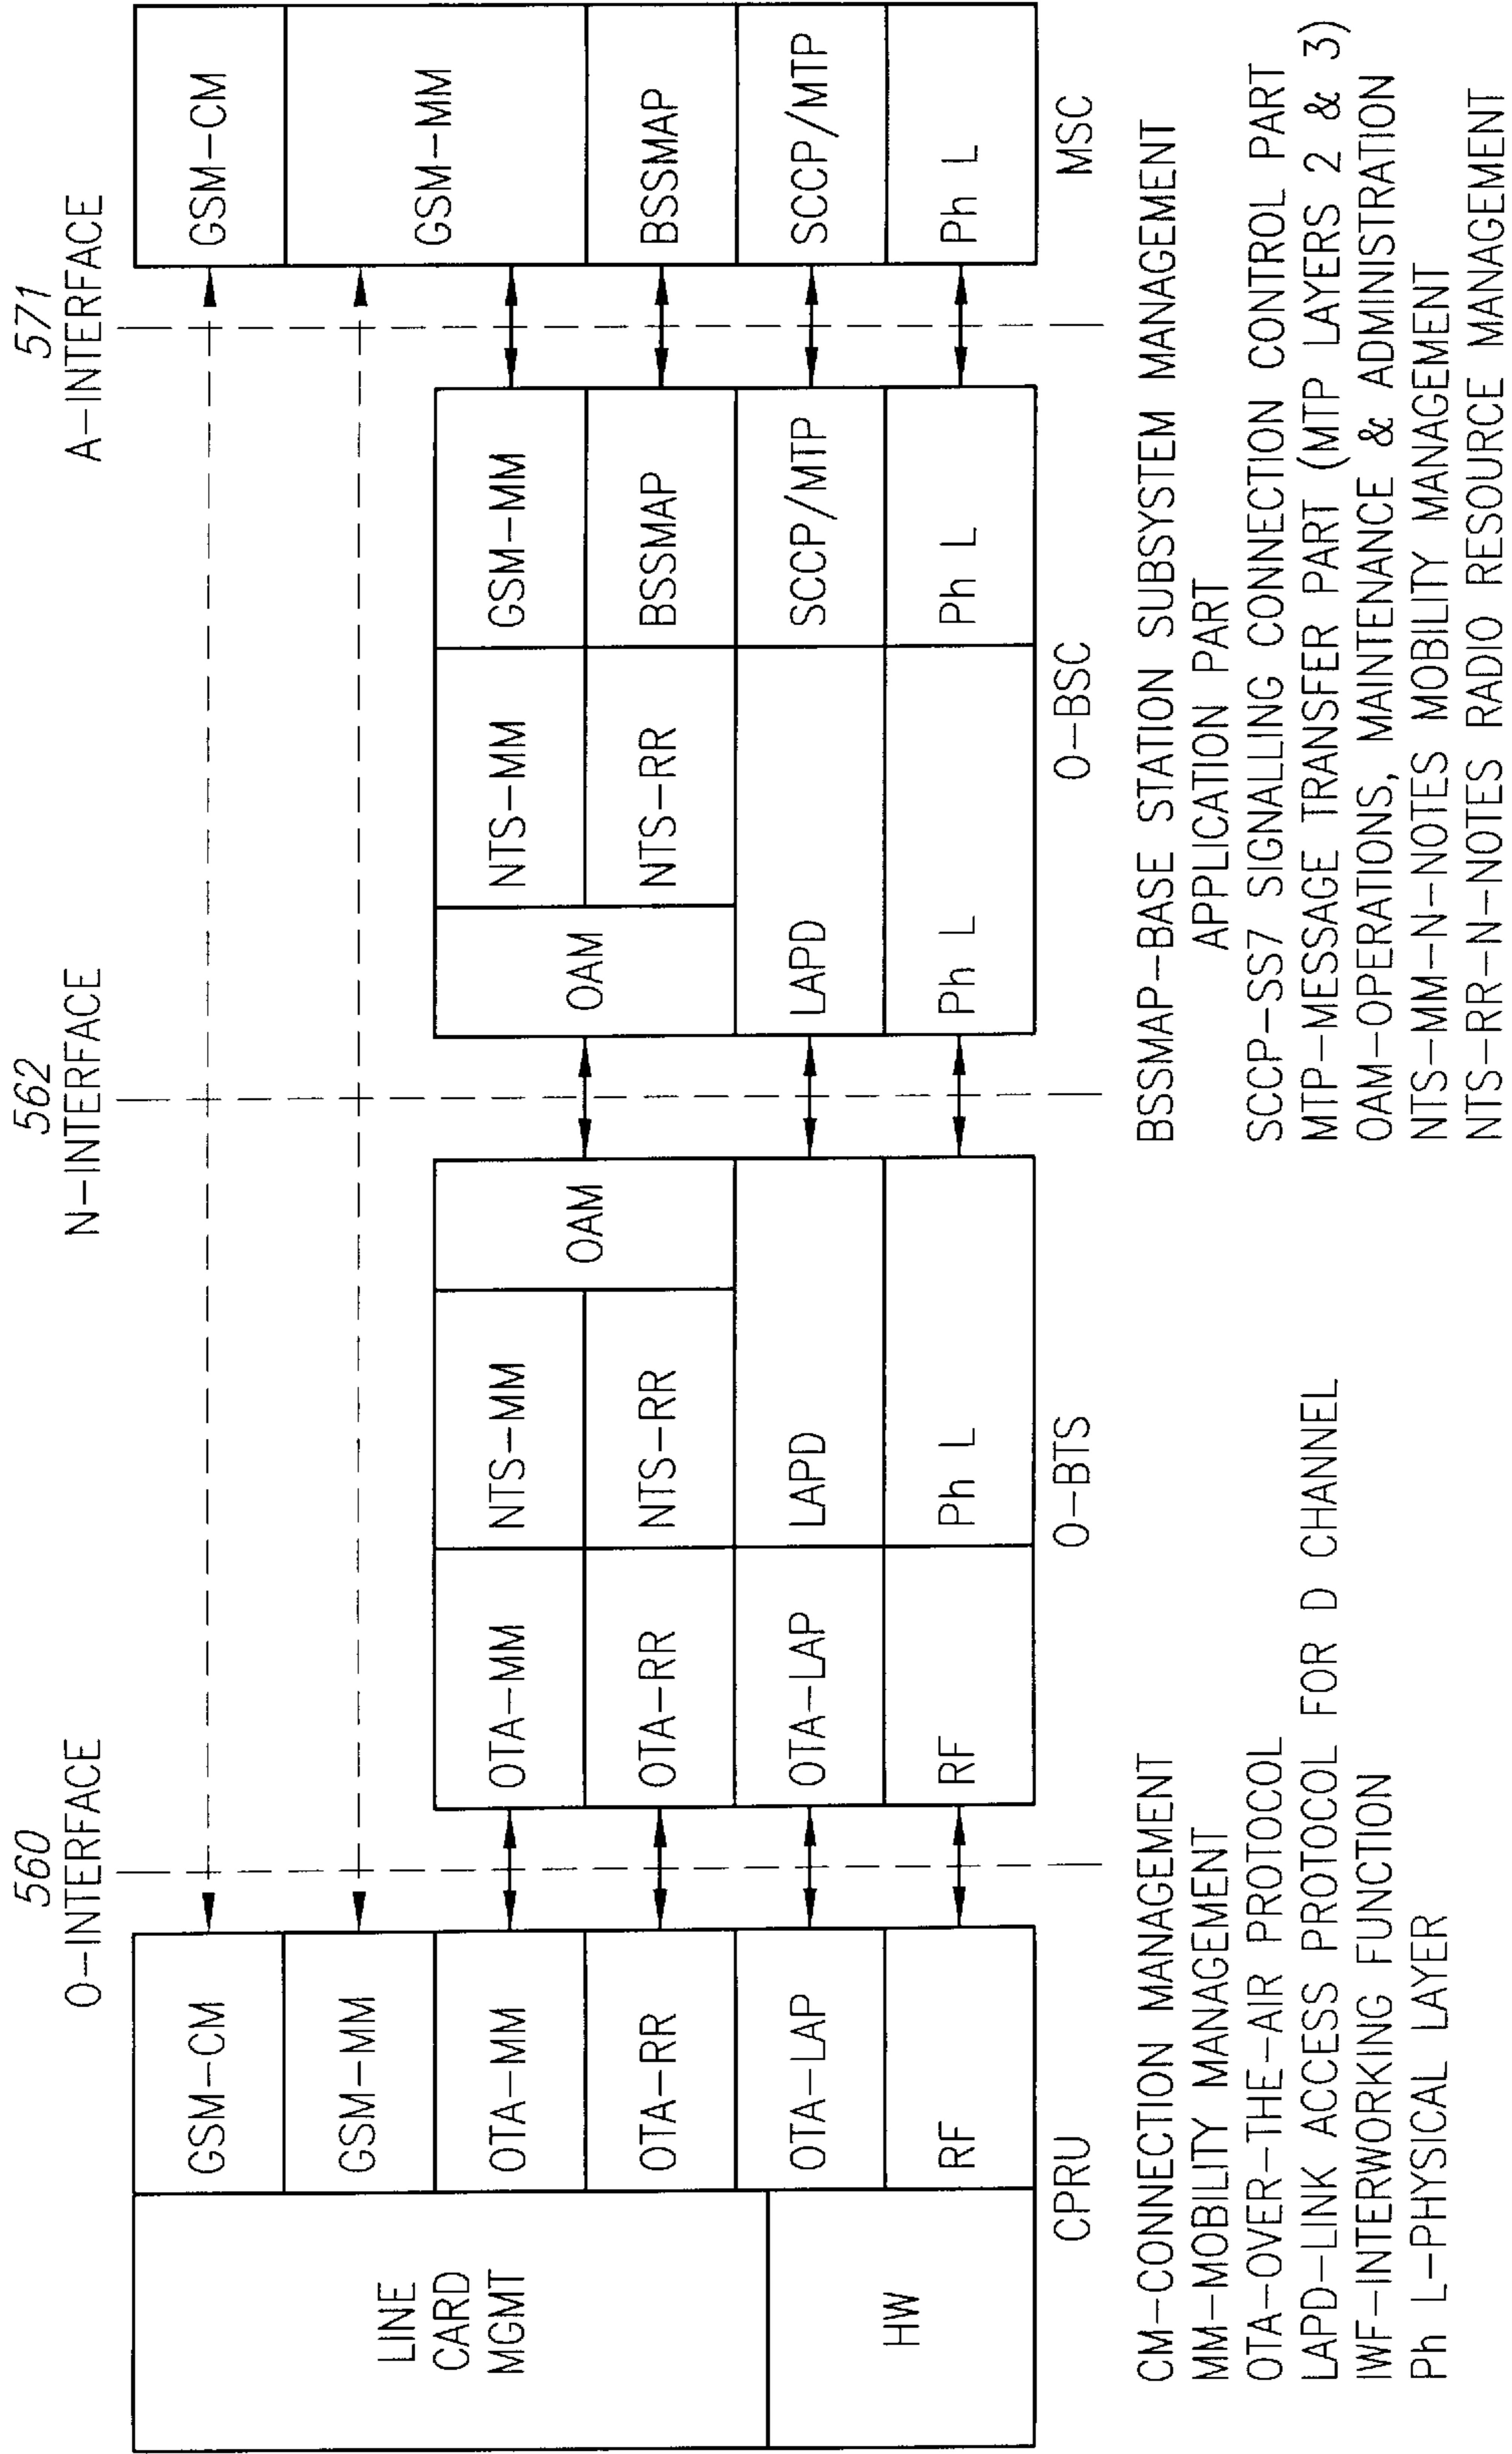 560
O-INTERFACE
562
N-INTERFACE
571
A-INTERFACE
LINE
CARD
MGMT
HW
GSM-CM
GSM-MM
OTA-MM
OTA-RR
OTA-LAP
RF
CPRU
OTA-MM
OTA-RR
OTA-LAP
RF
NTS-MM
NTS-RR
OAM
LAPD
Ph L
O-BTS
OAM
NTS-MM
NTS-RR
LAPD
Ph L
GSM-MM
BSSMAP
SCCP/MTP
Ph L
O-BSC
GSM-CM
GSM-MM
BSSMAP
SCCP/MTP
Ph L
MSC
CM-CONNECTION MANAGEMENT
MM-MOBILITY MANAGEMENT
OTA-OVER-THE-AIR PROTOCOL
LAPD-LINK ACCESS PROTOCOL FOR D CHANNEL
IWF-INTERWORKING FUNCTION
Ph L-PHYSICAL LAYER
BSSMAP-BASE STATION SUBSYSTEM MANAGEMENT
APPLICATION PART
SCCP-SS7 SIGNALLING CONNECTION CONTROL PART
MTP-MESSAGE TRANSFER PART (MTP LAYERS 2 & 3)
OAM-OPERATIONS, MAINTENANCE & ADMINISTRATION
NTS-MM-N-NOTES MOBILITY MANAGEMENT
NTS-RR-N-NOTES RADIO RESOURCE MANAGEMENT